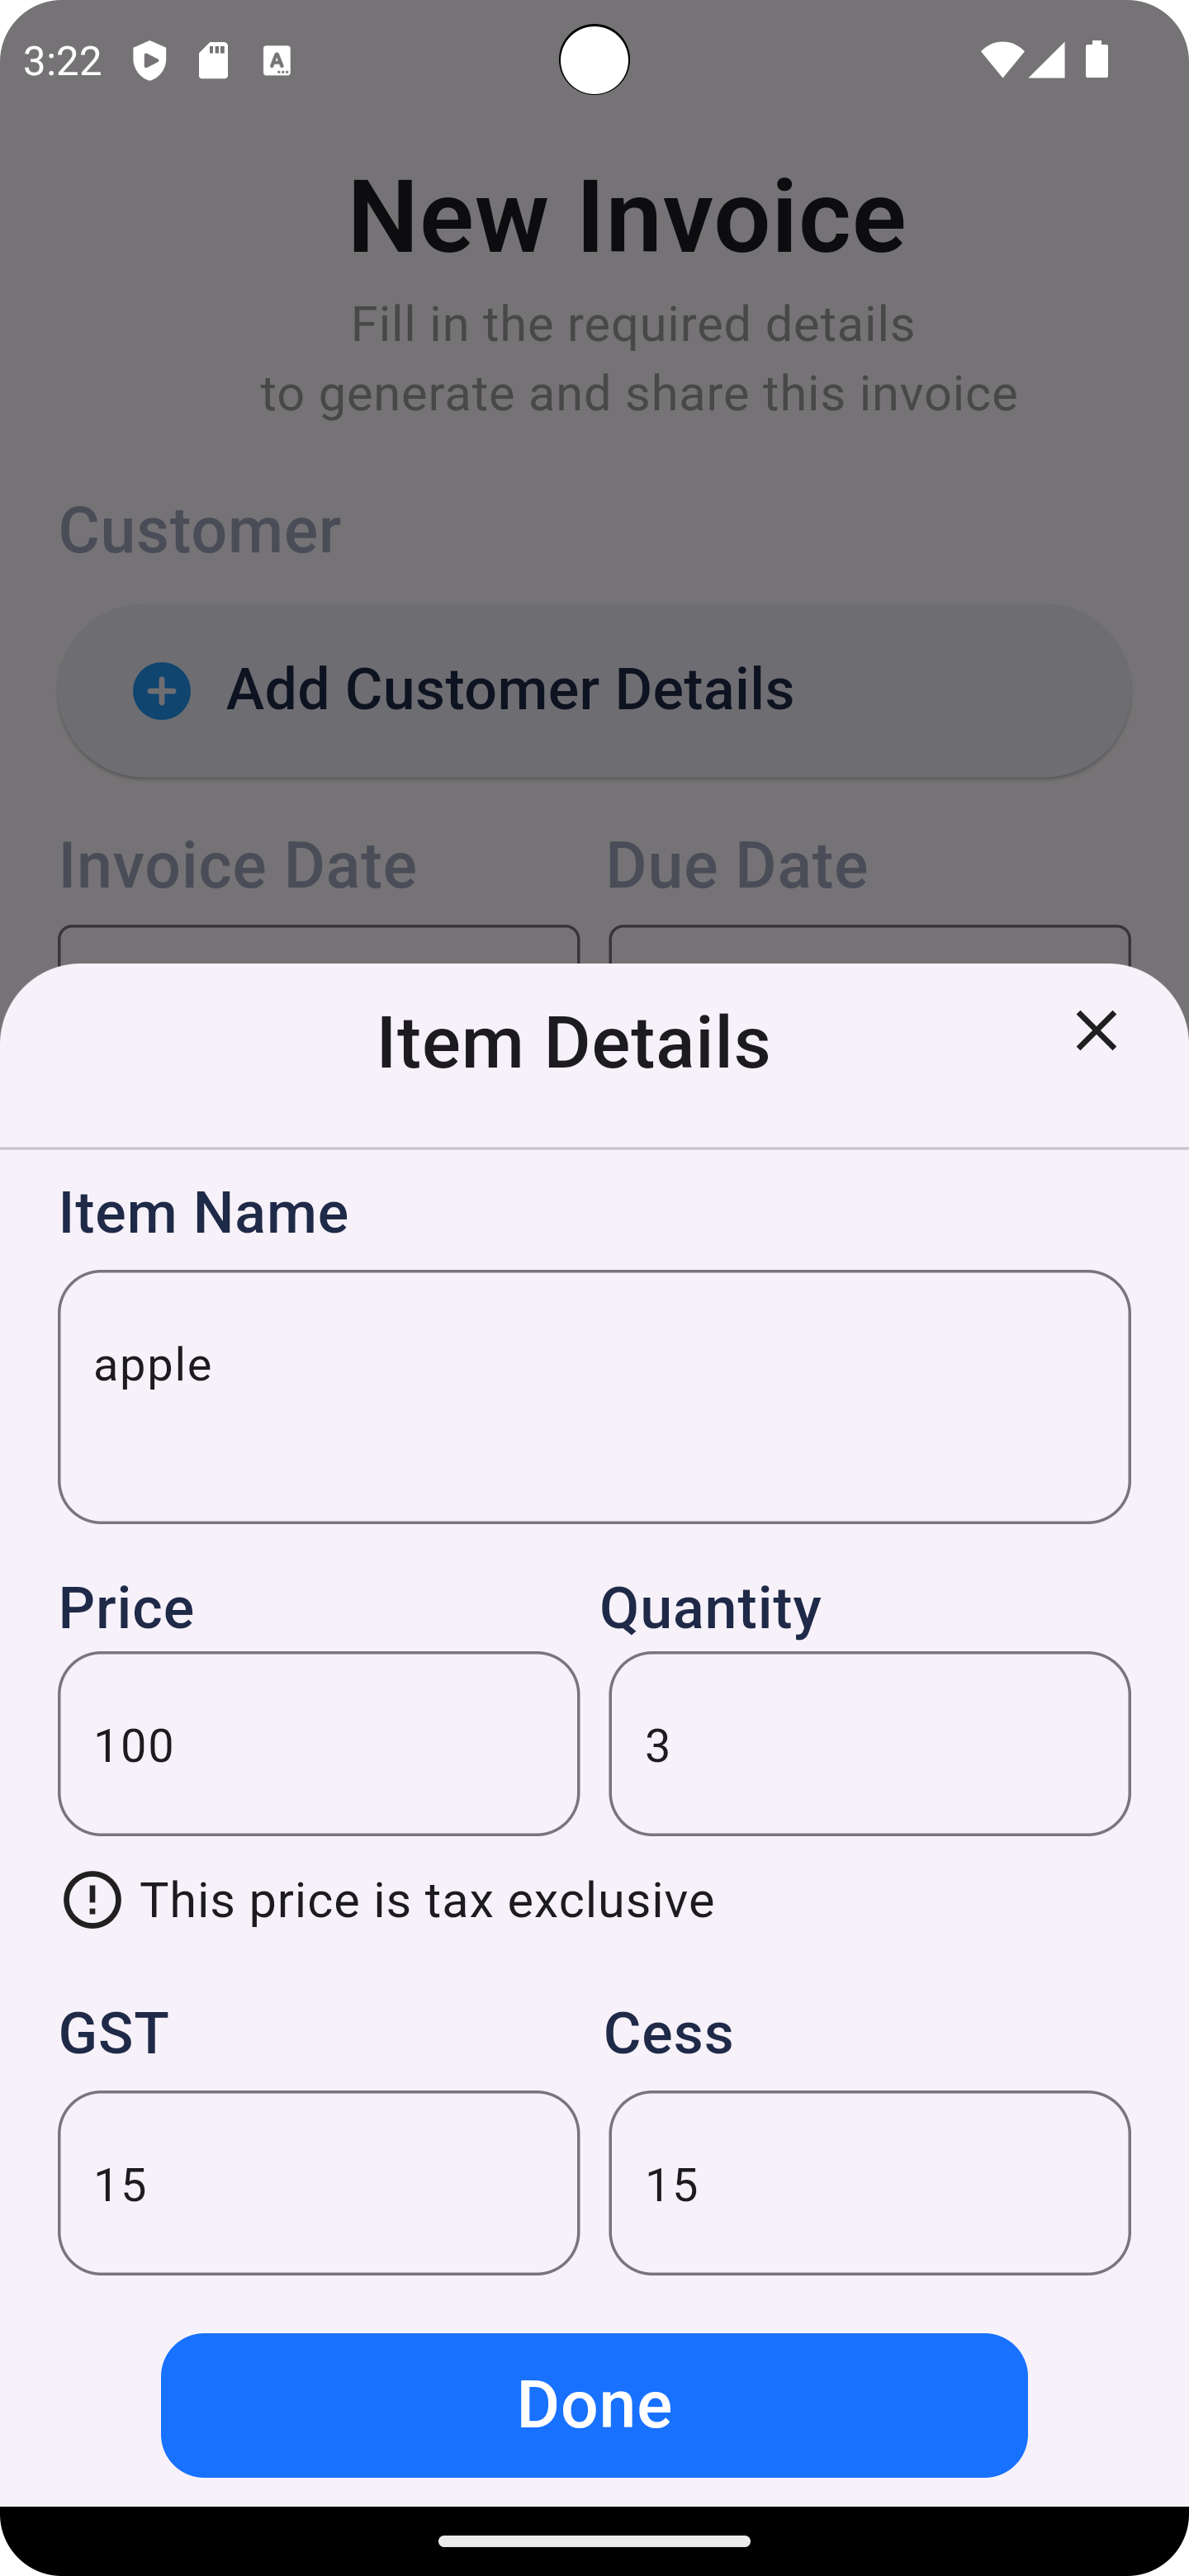 3:22
New Invoice
Fill in the required details
to generate and share this invoice
Customer
Add Customer Details
Invoice Date Due Date
Item Details
Item Name
apple
Price Quantity
100 3
This price is tax exclusive
GST Cess
15 15
Done